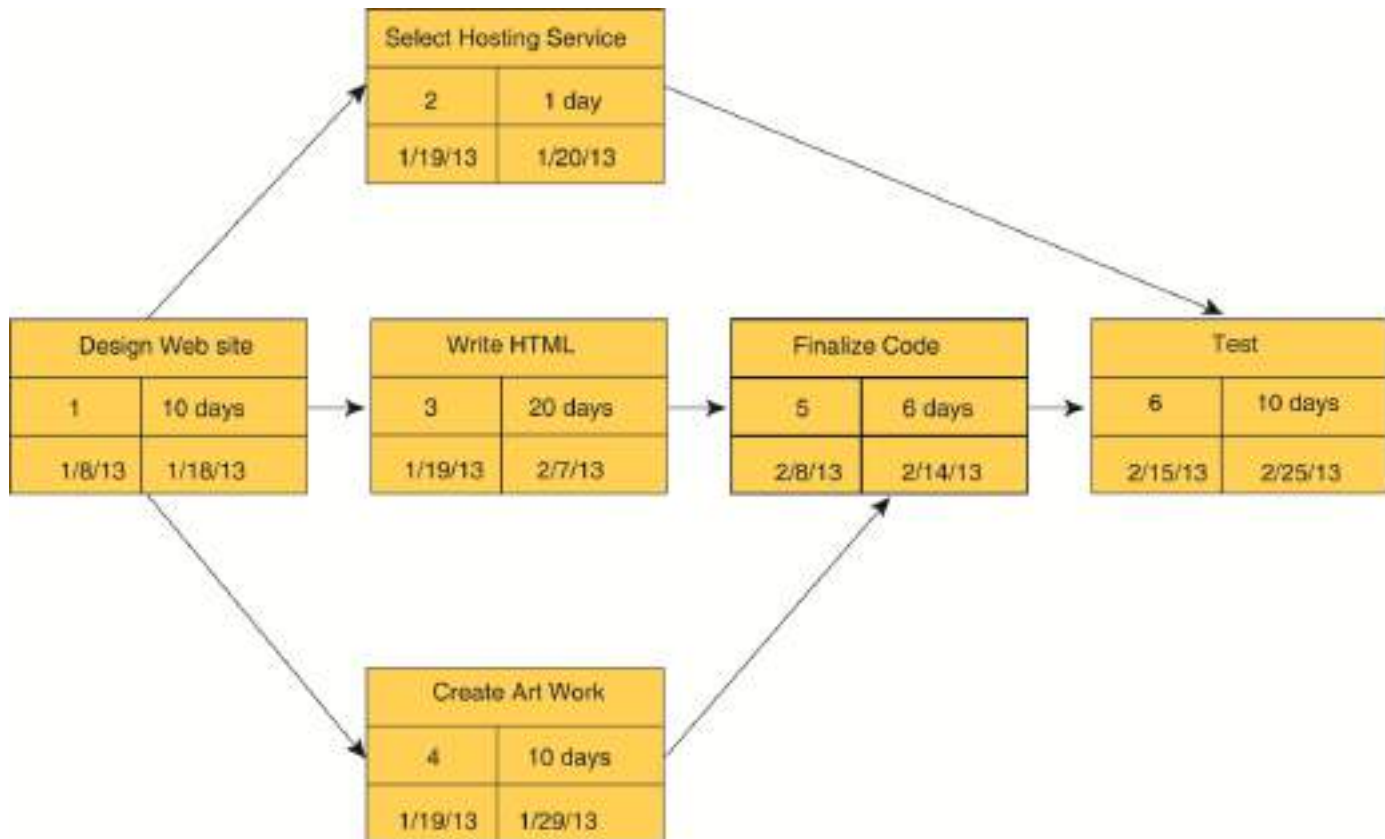 Select Hosting Service
2 1 day
1/19/13 1/20/13
Design Web site
1 10 days
1/8/13 1/18/13
Write HTML
3 20 days
1/19/13 2/7/13
Finalize Code
5 6 days
2/8/13 2/14/13
Test
6 10 days
2/15/13 2/25/13
Create Art Work
4 10 days
1/19/13 1/29/13